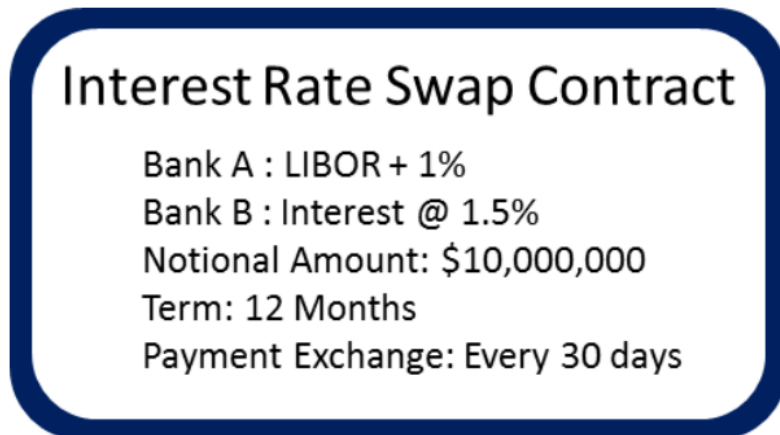 Interest Rate Swap Contract
Bank A : LIBOR + 1%
Bank B : Interest @ 1.5%
Notional Amount: $10,000,000
Term: 12 Months
Payment Exchange: Every 30 days